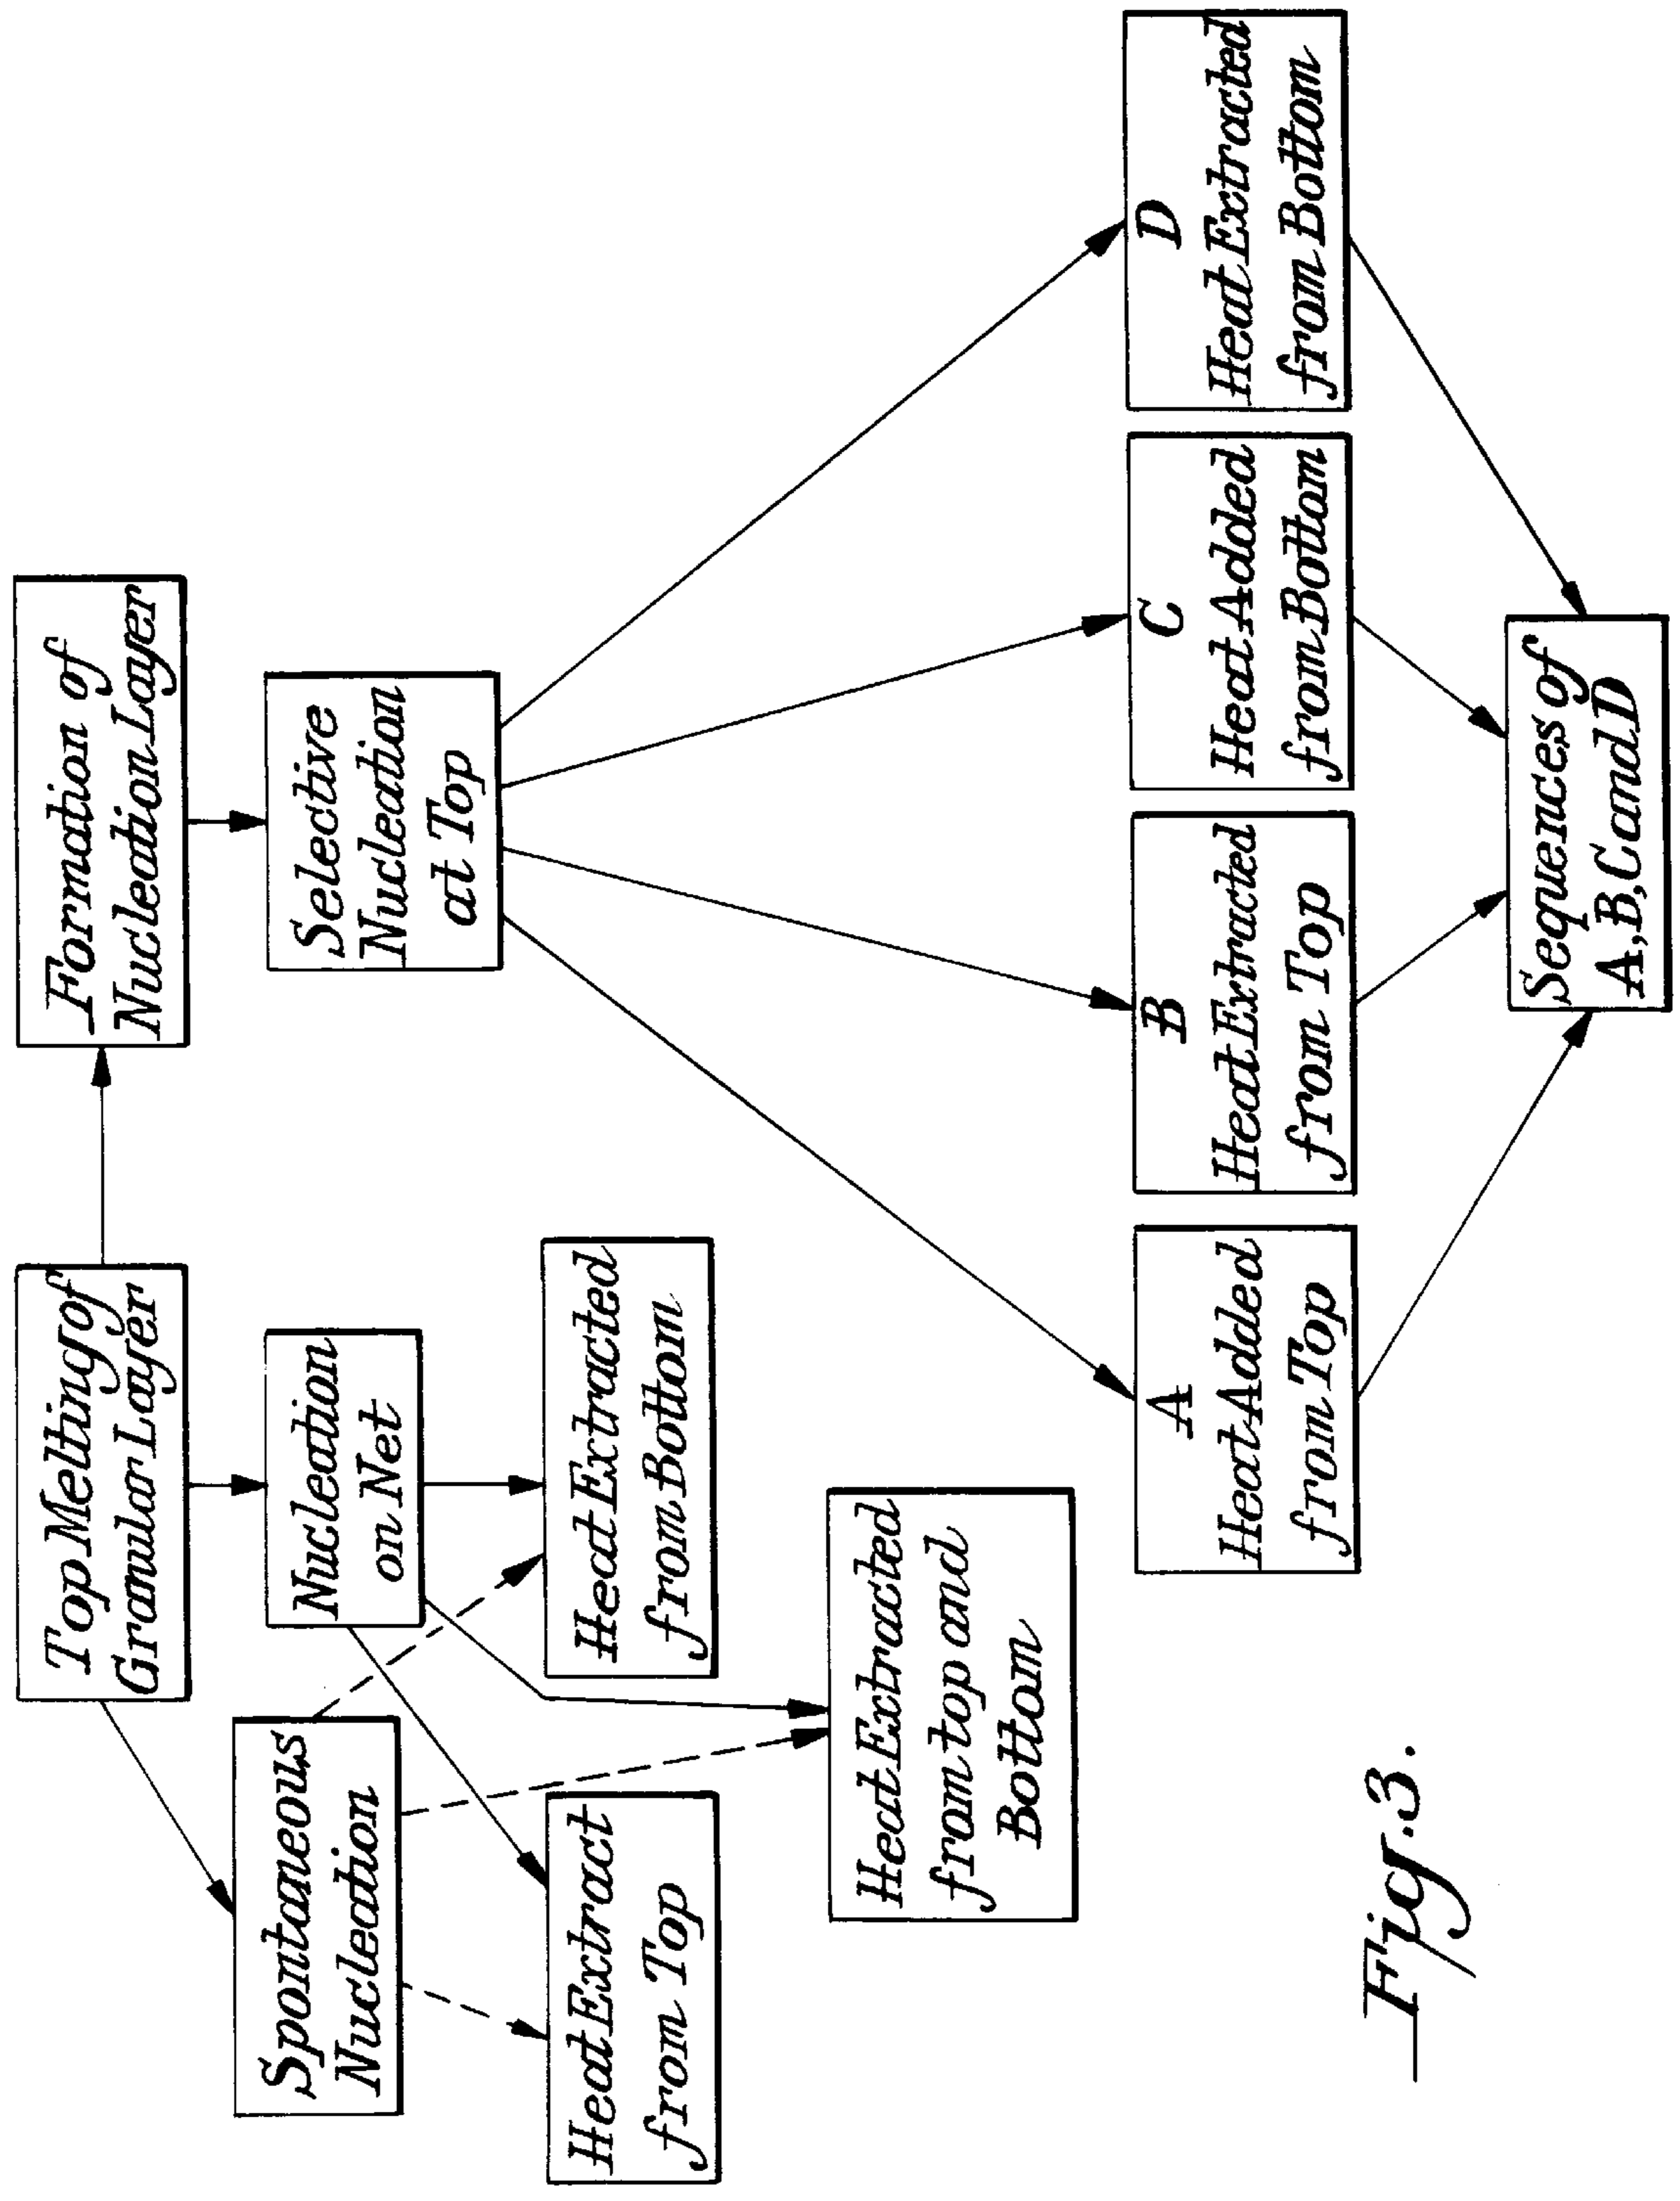 Top Melting of
Granular Layer
Formation of
Nucleation Layer
Spontaneous
Nucleation
Nucleation
on Net
Selective
Nucleation
at Top
Heat Extract
from Top
Heat Extracted
from Bottom
Heat Extracted
from top and
Bottom
A
Heat Added
from Top
B
Heat Extracted
from Top
C
Heat Added
from Bottom
D
Heat Extracted
from Bottom
Sequences of
A, B, C and D
Fig. 3.